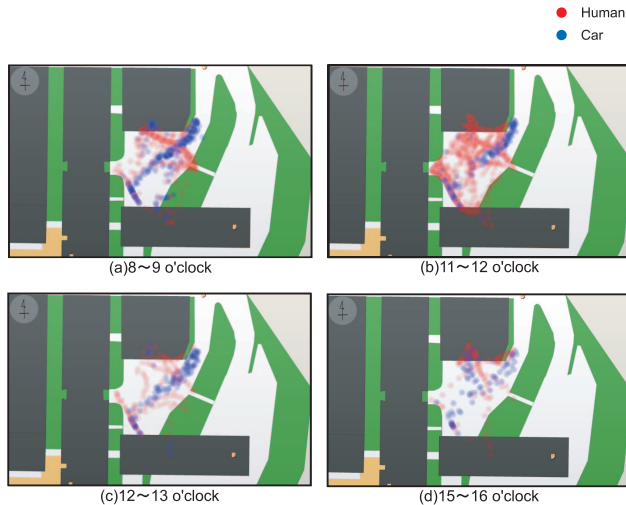 Human
Car
(a)8～9 o'clock
(b)11～12 o'clock
(c)12～13 o'clock
(d)15～16 o'clock